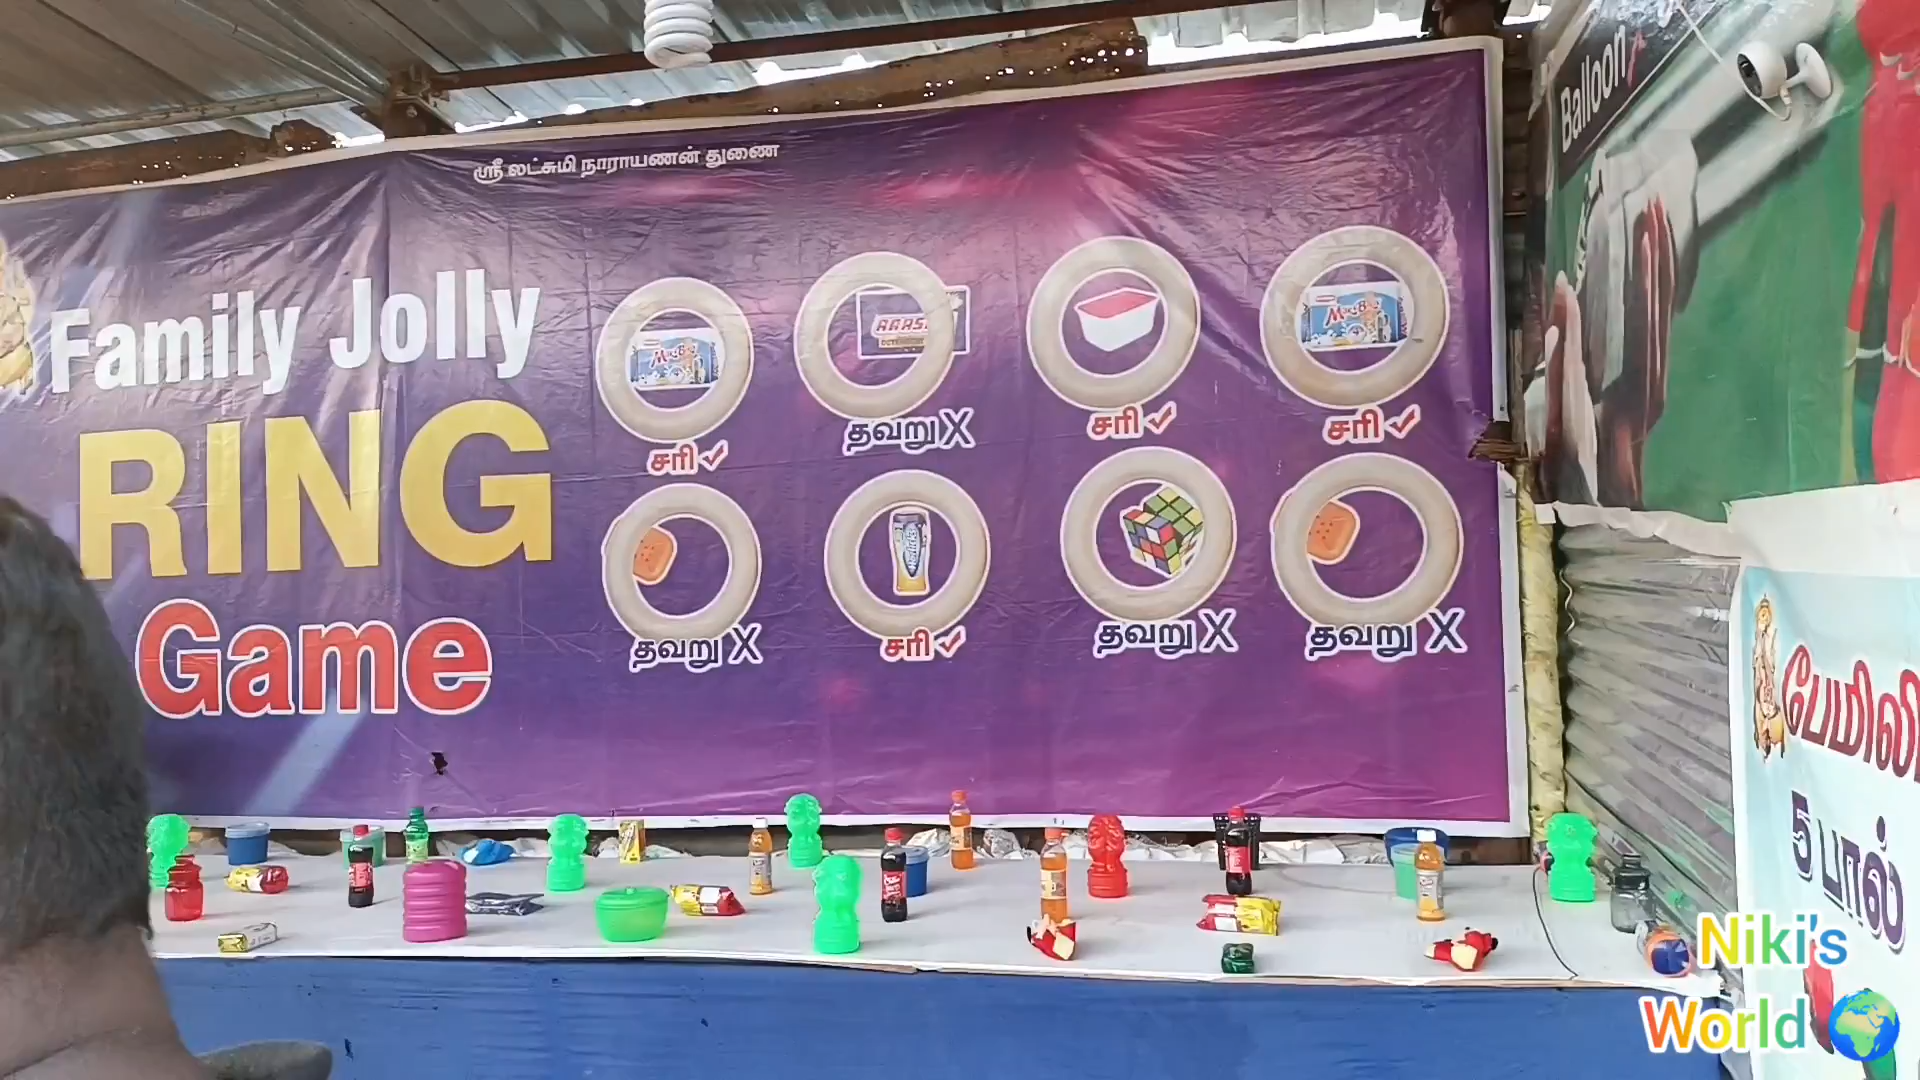 ஸ்ரீ லட்சுமி நாராயணன் துணை
Family Jolly
RING
Game
சரி ✓
தவறு X
சரி ✓
சரி ✓
தவறு X
சரி ✓
தவறு X
தவறு X
Balloon
5 பால்
Niki's
World